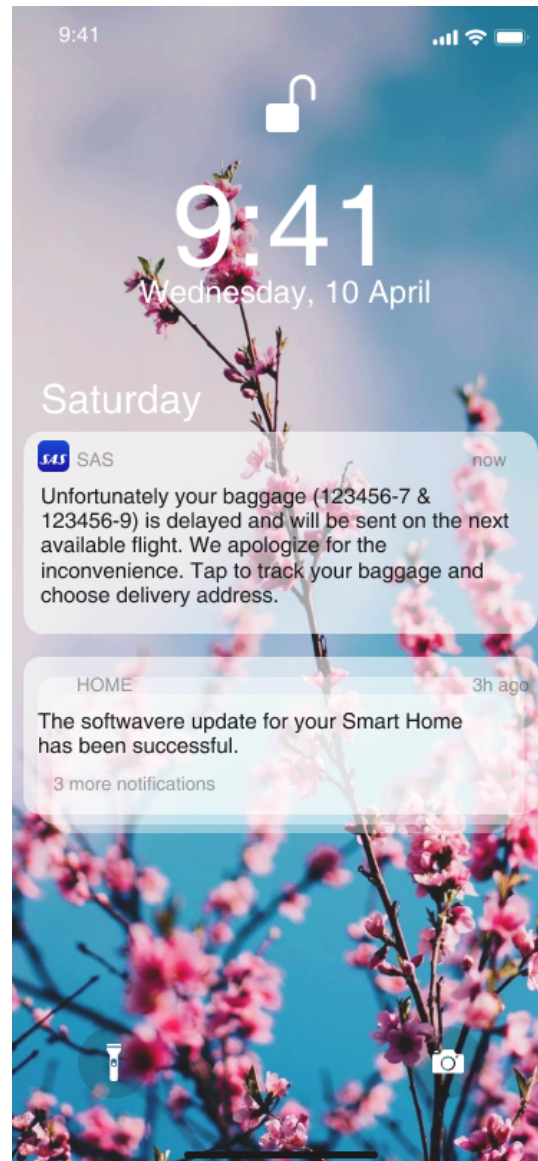 9:41
9:41
Wednesday, 10 April
Saturday
SAS SAS now
Unfortunately your baggage (123456-7 &
123456-9) is delayed and will be sent on the next
available flight. We apologize for the
inconvenience. Tap to track your baggage and
choose delivery address.
HOME 3h ago
The softwavere update for your Smart Home
has been successful.
3 more notifications